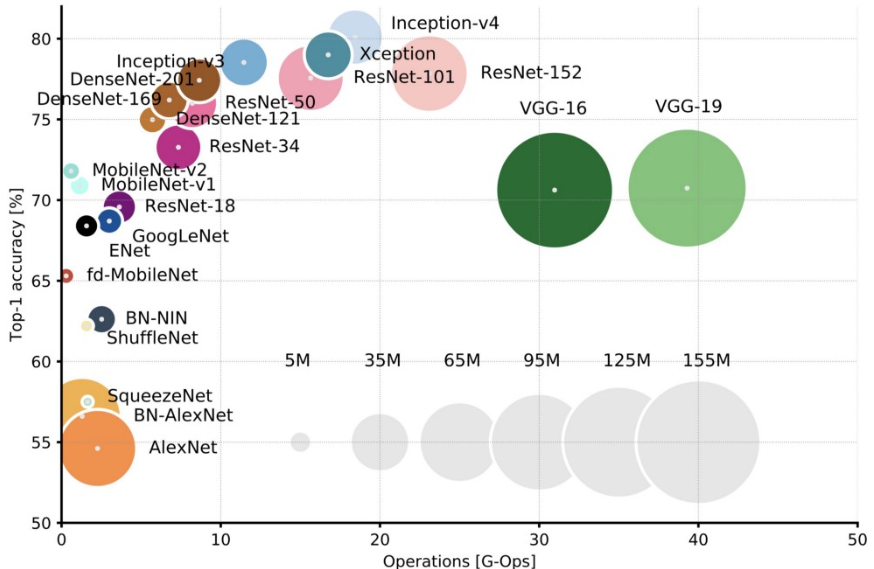 Top-1 accuracy [%]
80
75
70
65
60
55
50
Inception-v4
Inception-v3
Xception
DenseNet-201
ResNet-101
ResNet-152
DenseNet-169
ResNet-50
VGG-16
VGG-19
DenseNet-121
ResNet-34
MobileNet-v2
MobileNet-v1
ResNet-18
GoogLeNet
ENet
fd-MobileNet
BN-NIN
ShuffleNet
5M 35M 65M 95M 125M 155M
SqueezeNet
BN-AlexNet
AlexNet
0 10 20 30 40 50
Operations [G-Ops]